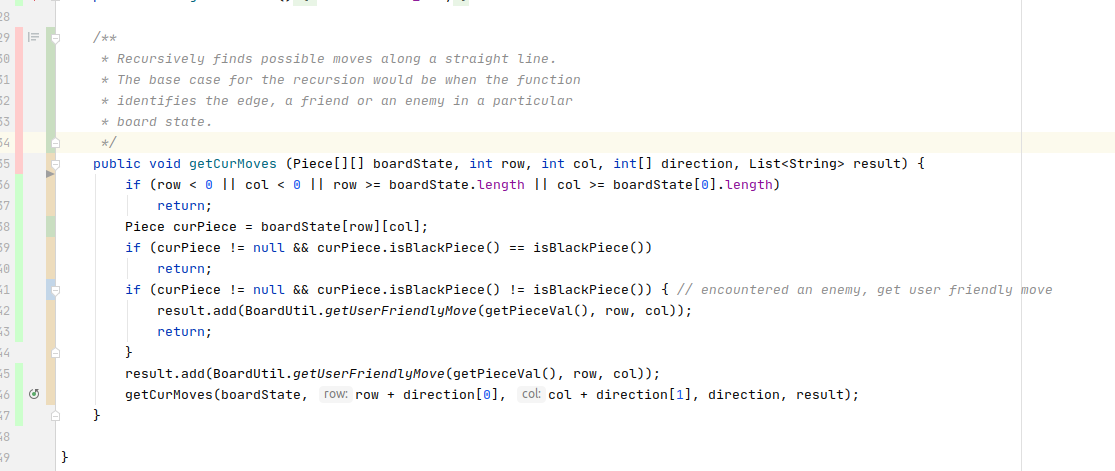 28
29 /**
30 * Recursively finds possible moves along a straight line.
31 * The base case for the recursion would be when the function
32 * identifies the edge, a friend or an enemy in a particular
33 * board state.
34 */
35 public void getCurMoves (Piece[][] boardState, int row, int col, int[] direction, List<String> result) {
36 if (row < 0 || col < 0 || row >= boardState.length || col >= boardState[0].length)
37 return;
38 Piece curPiece = boardState[row][col];
39 if (curPiece != null && curPiece.isBlackPiece() == isBlackPiece())
40 return;
41 if (curPiece != null && curPiece.isBlackPiece() != isBlackPiece()) { // encountered an enemy, get user friendly move
42 result.add(BoardUtil.getUserFriendlyMove(getPieceVal(), row, col));
43 return;
44 }
45 result.add(BoardUtil.getUserFriendlyMove(getPieceVal(), row, col));
46 getCurMoves(boardState, row: row + direction[0], col: col + direction[1], direction, result);
47 }
48
49 }